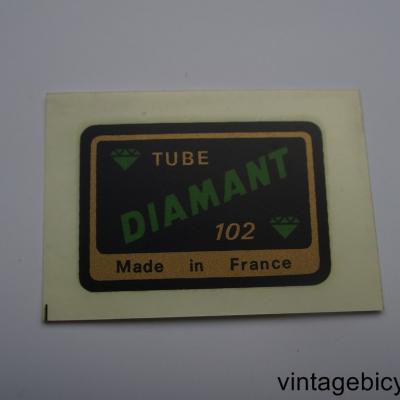 TUBE
DIAMANT
102
Made in France
vintagebicy